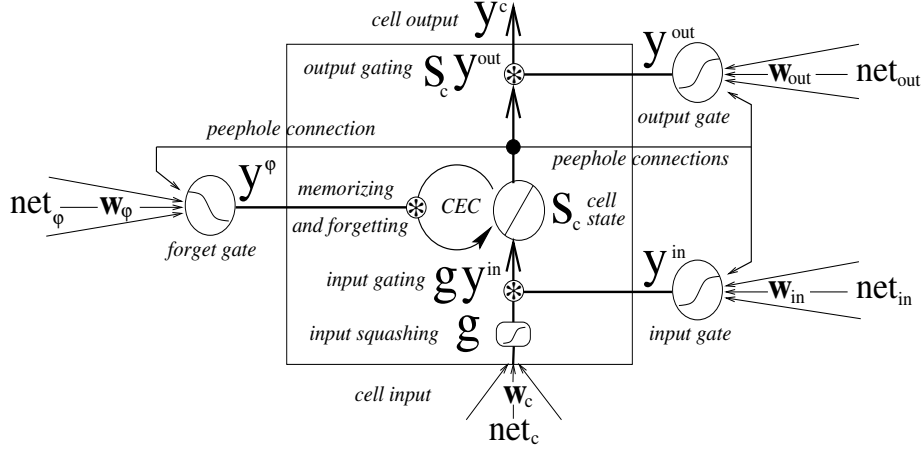 cell output y^c
output gating S_c y^out
y^out
w_out net_out
output gate
peephole connection
peephole connections
y^φ
memorizing
CEC
S_c cell state
net_φ w_φ
and forgetting
forget gate
input gating g y^in
y^in
w_in net_in
input squashing g
input gate
cell input w_c
net_c